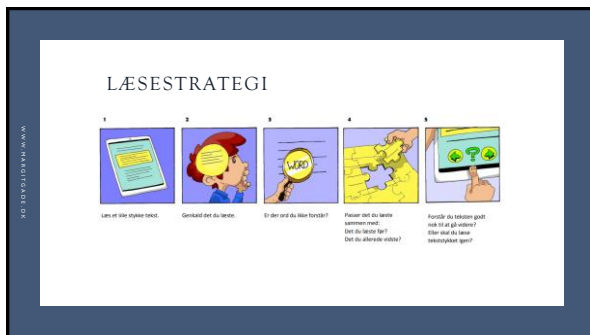 LÆSESTRATEGI
WWW.MARGITGADE.DK
1
2
3
4
5
WORD
?
Læs et lille stykke tekst.
Genkald det du læste.
Er der ord du ikke forstår?
Passer det du læste
sammen med:
Det du læste før?
Det du allerede vidste?
Forstår du teksten godt
nok til at gå videre?
Eller skal du læse
tekststykket igen?